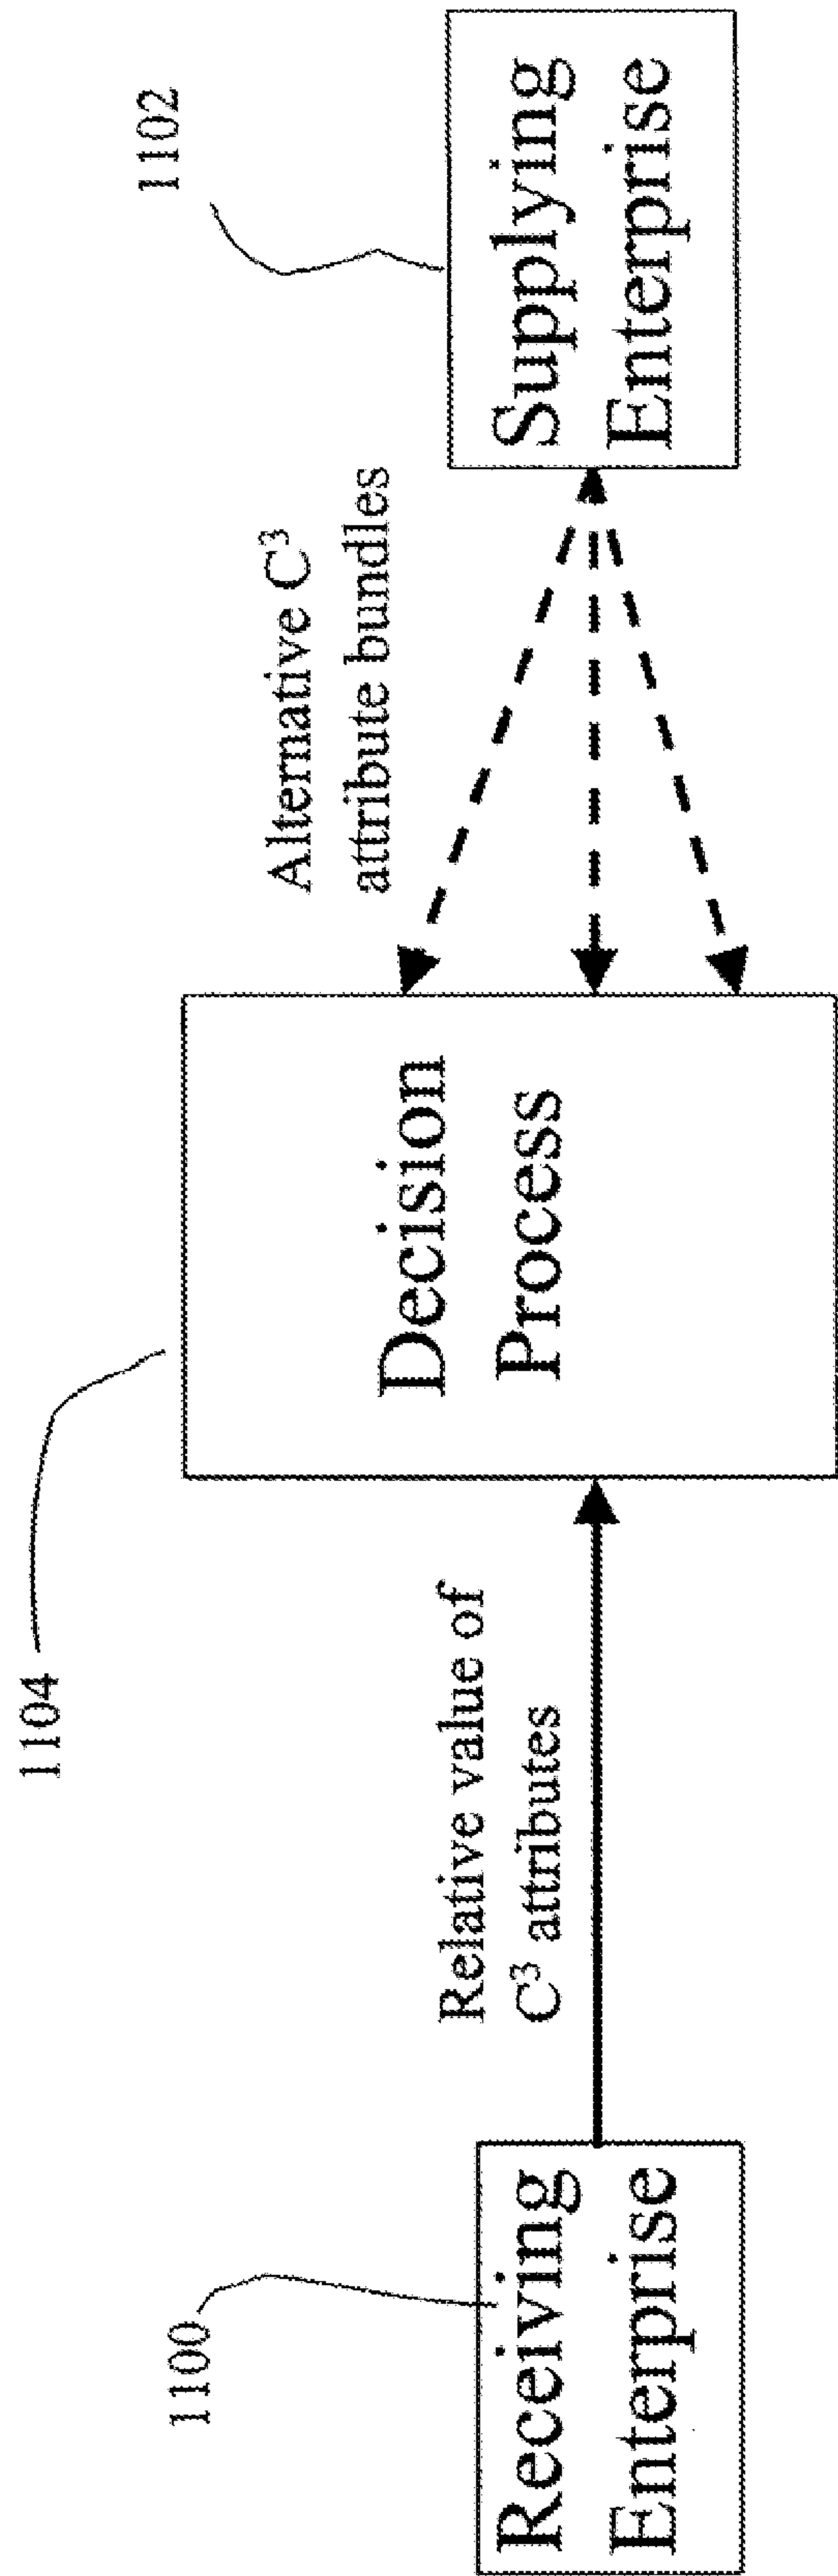 1100
Receiving
Enterprise
Relative value of
C³ attributes
1104
Decision
Process
Alternative C³
attribute bundles
1102
Supplying
Enterprise